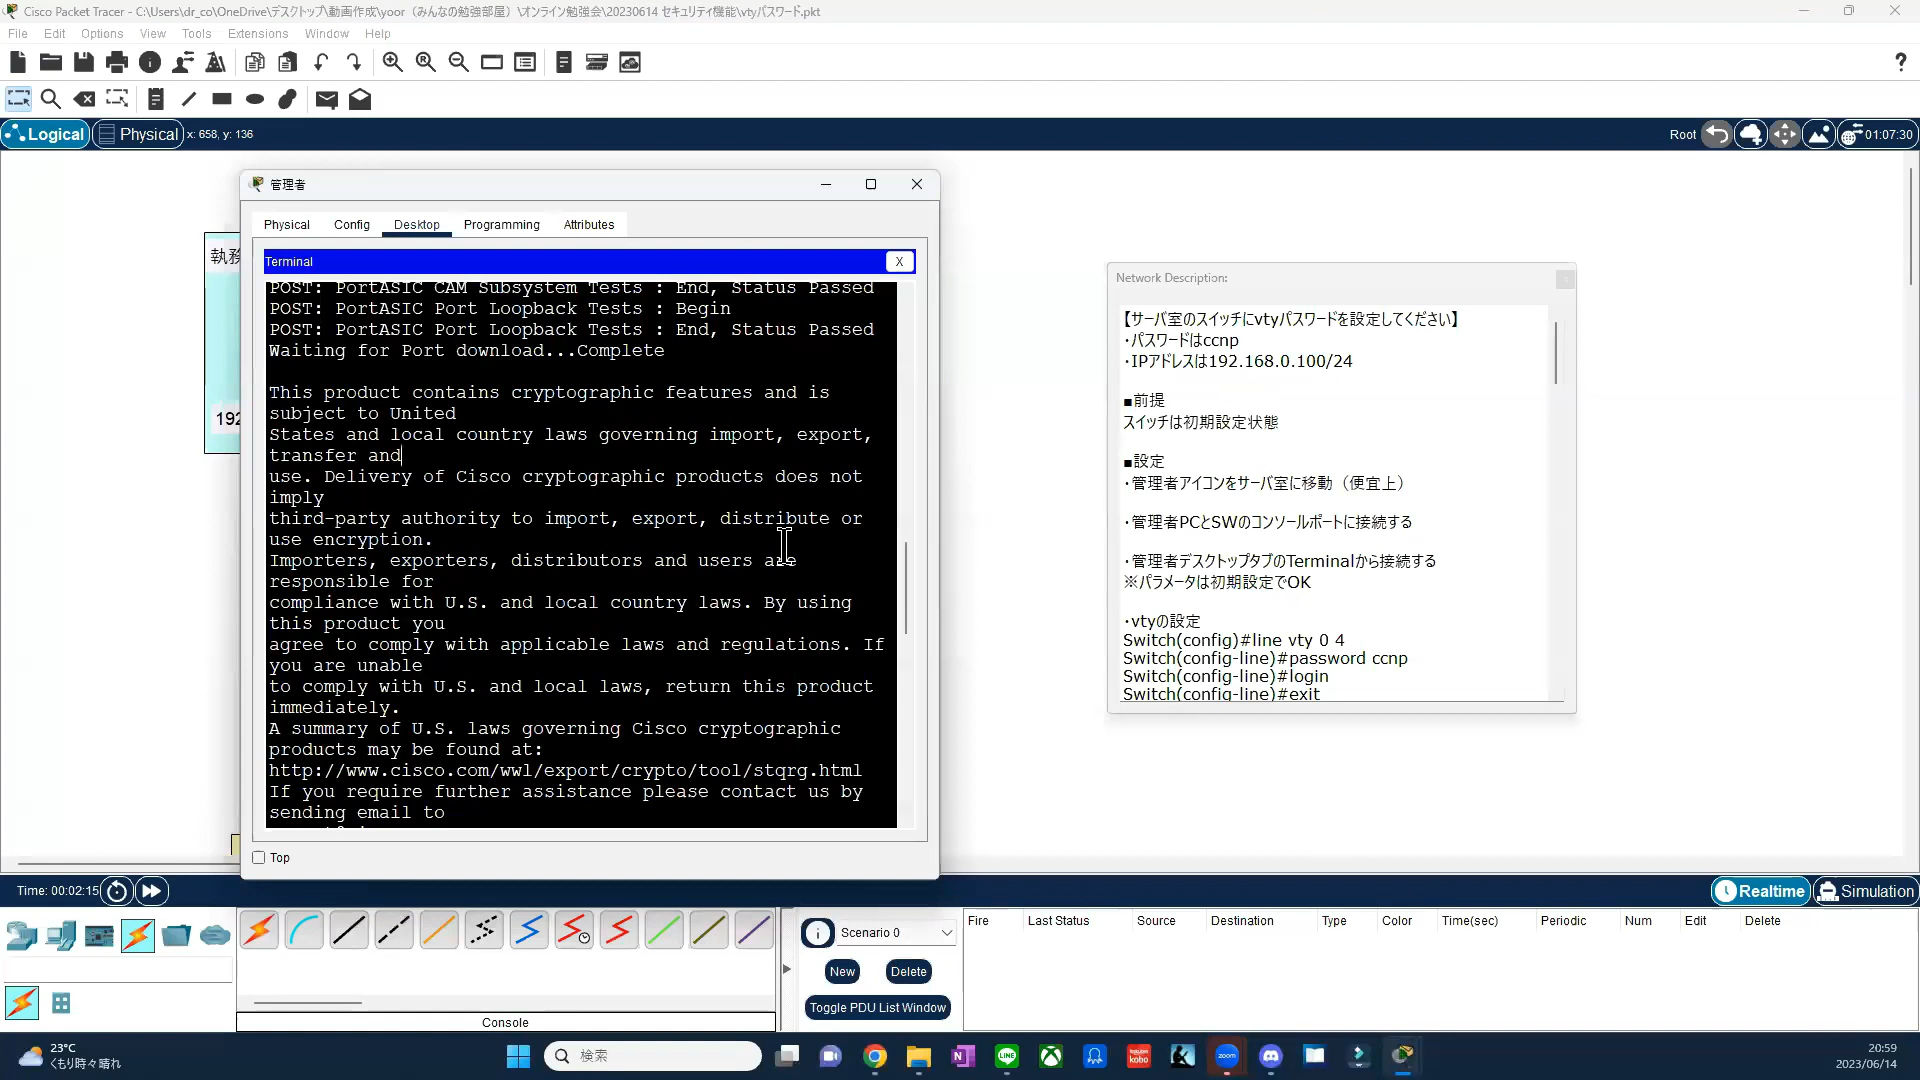 Cisco Packet Tracer - C:\Users\dr_co\OneDrive\デスクトップ\動画作成\yoor（みんなの勉強部屋）\オンライン勉強会\20230614 セキュリティ機能\vtyパスワード.pkt
File Edit Options View Tools Extensions Window Help
Logical Physical x: 658, y: 136 Root 01:07:30
管理者
Physical Config Desktop Programming Attributes
Terminal X
POST: PortASIC CAM Subsystem Tests : End, Status Passed
POST: PortASIC Port Loopback Tests : Begin
POST: PortASIC Port Loopback Tests : End, Status Passed
Waiting for Port download...Complete
This product contains cryptographic features and is
subject to United
States and local country laws governing import, export,
transfer and
use. Delivery of Cisco cryptographic products does not
imply
third-party authority to import, export, distribute or
use encryption.
Importers, exporters, distributors and users are
responsible for
compliance with U.S. and local country laws. By using
this product you
agree to comply with applicable laws and regulations. If
you are unable
to comply with U.S. and local laws, return this product
immediately.
A summary of U.S. laws governing Cisco cryptographic
products may be found at:
http://www.cisco.com/wwl/export/crypto/tool/stqrg.html
If you require further assistance please contact us by
sending email to
Top
執務
192
Network Description:
【サーバ室のスイッチにvtyパスワードを設定してください】
・パスワードはccnp
・IPアドレスは192.168.0.100/24
■前提
スイッチは初期設定状態
■設定
・管理者アイコンをサーバ室に移動（便宜上）
・管理者PCとSWのコンソールポートに接続する
・管理者デスクトップタブのTerminalから接続する
※パラメータは初期設定でOK
・vtyの設定
Switch(config)#line vty 0 4
Switch(config-line)#password ccnp
Switch(config-line)#login
Switch(config-line)#exit
Time: 00:02:15 Realtime Simulation
Scenario 0
New Delete
Toggle PDU List Window
Fire Last Status Source Destination Type Color Time(sec) Periodic Num Edit Delete
Console
23°C
くもり時々晴れ
検索
N
LINE
Rakuten kobo
zoom
20:59
2023/06/14